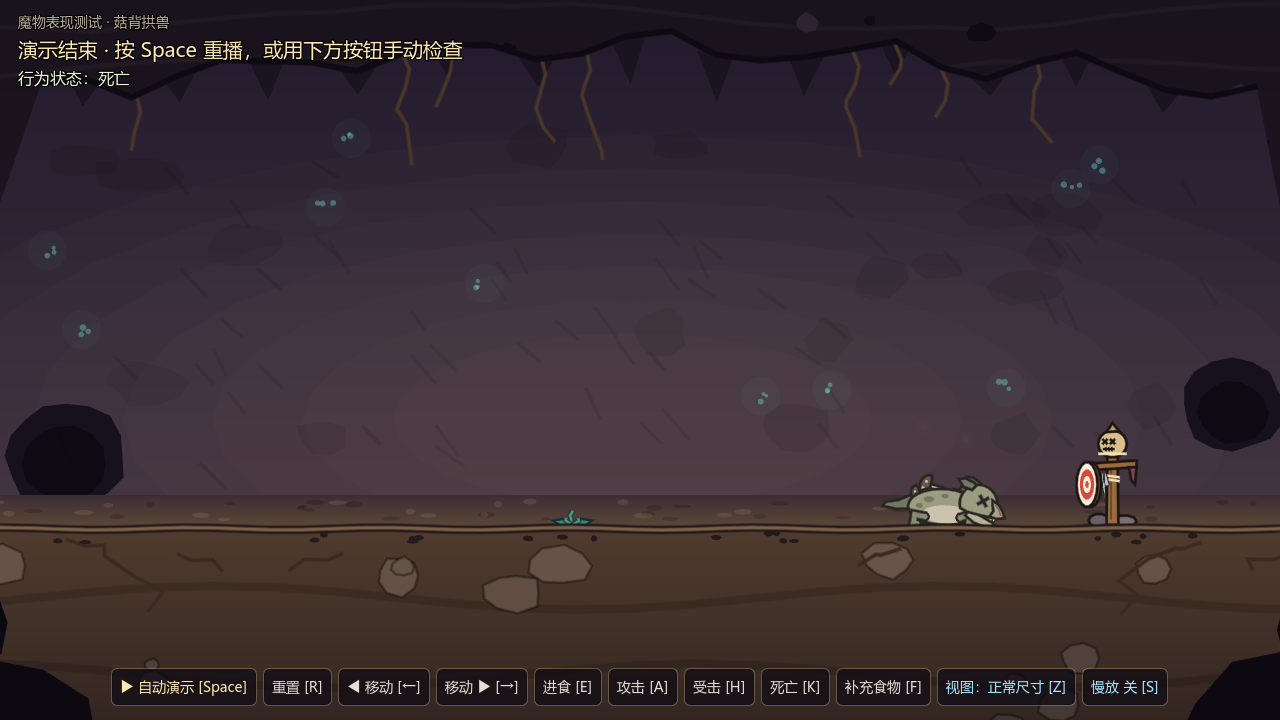 魔物表现测试 · 菇背拱兽
演示结束 · 按 Space 重播，或用下方按钮手动检查
行为状态：死亡
▶ 自动演示 [Space]
重置 [R]
◀ 移动 [←]
移动 ▶ [→]
进食 [E]
攻击 [A]
受击 [H]
死亡 [K]
补充食物 [F]
视图：正常尺寸 [Z]
慢放 关 [S]